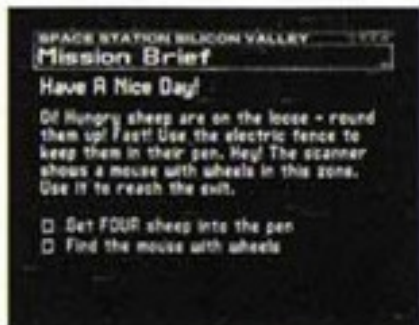 SPACE STATION SILICON VALLEY
Mission Brief
Have A Nice Day!
Oi! Hungry sheep are on the loose - round
them up! Fast! Use the electric fence to
keep them in their pen. Hey! The scanner
shows a mouse with wheels in this zone.
Use it to reach the exit.
Get FOUR sheep into the pen
Find the mouse with wheels